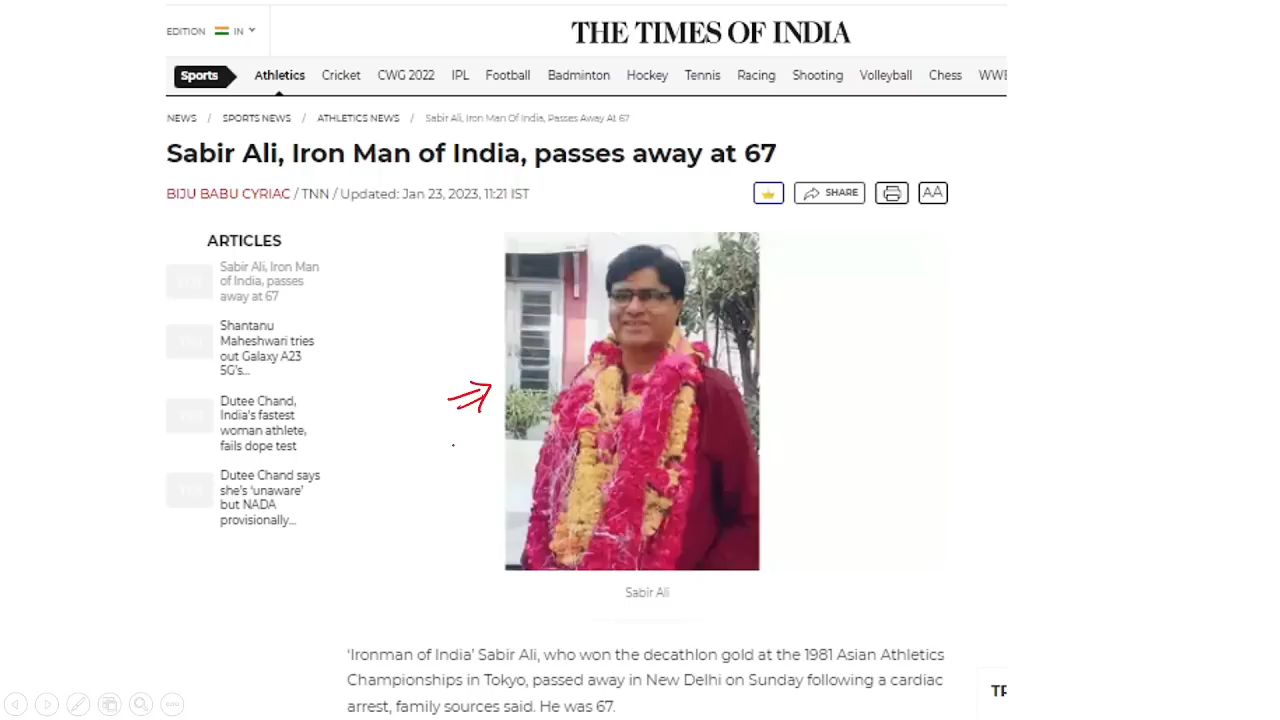 EDITION IN
THE TIMES OF INDIA
Sports Athletics Cricket CWG 2022 IPL Football Badminton Hockey Tennis Racing Shooting Volleyball Chess WWE
NEWS / SPORTS NEWS / ATHLETICS NEWS / Sabir Ali, Iron Man Of India, Passes Away At 67
Sabir Ali, Iron Man of India, passes away at 67
BIJU BABU CYRIAC / TNN / Updated: Jan 23, 2023, 11:21 IST
SHARE AA
ARTICLES
Sabir Ali, Iron Man
of India, passes
away at 67
Shantanu
Maheshwari tries
out Galaxy A23
5G's...
Dutee Chand,
India's fastest
woman athlete,
fails dope test
Dutee Chand says
she's ‘unaware’
but NADA
provisionally...
Sabir Ali
‘Ironman of India’ Sabir Ali, who won the decathlon gold at the 1981 Asian Athletics
Championships in Tokyo, passed away in New Delhi on Sunday following a cardiac
arrest, family sources said. He was 67.